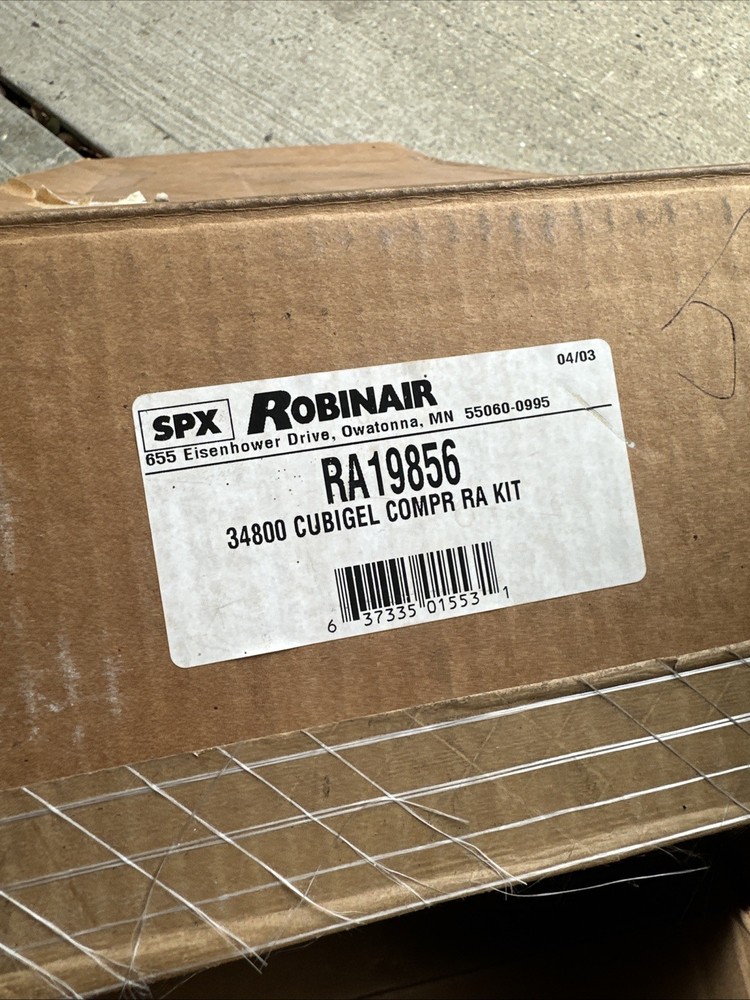 04/03
SPX ROBINAIR
655 Eisenhower Drive, Owatonna, MN 55060-0995
RA19856
34800 CUBIGEL COMPR RA KIT
6 37335 01553 1